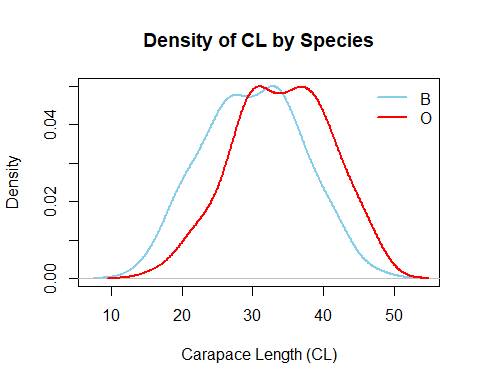 Density of CL by Species
B
O
Density
0.04
0.02
0.00
10 20 30 40 50
Carapace Length (CL)